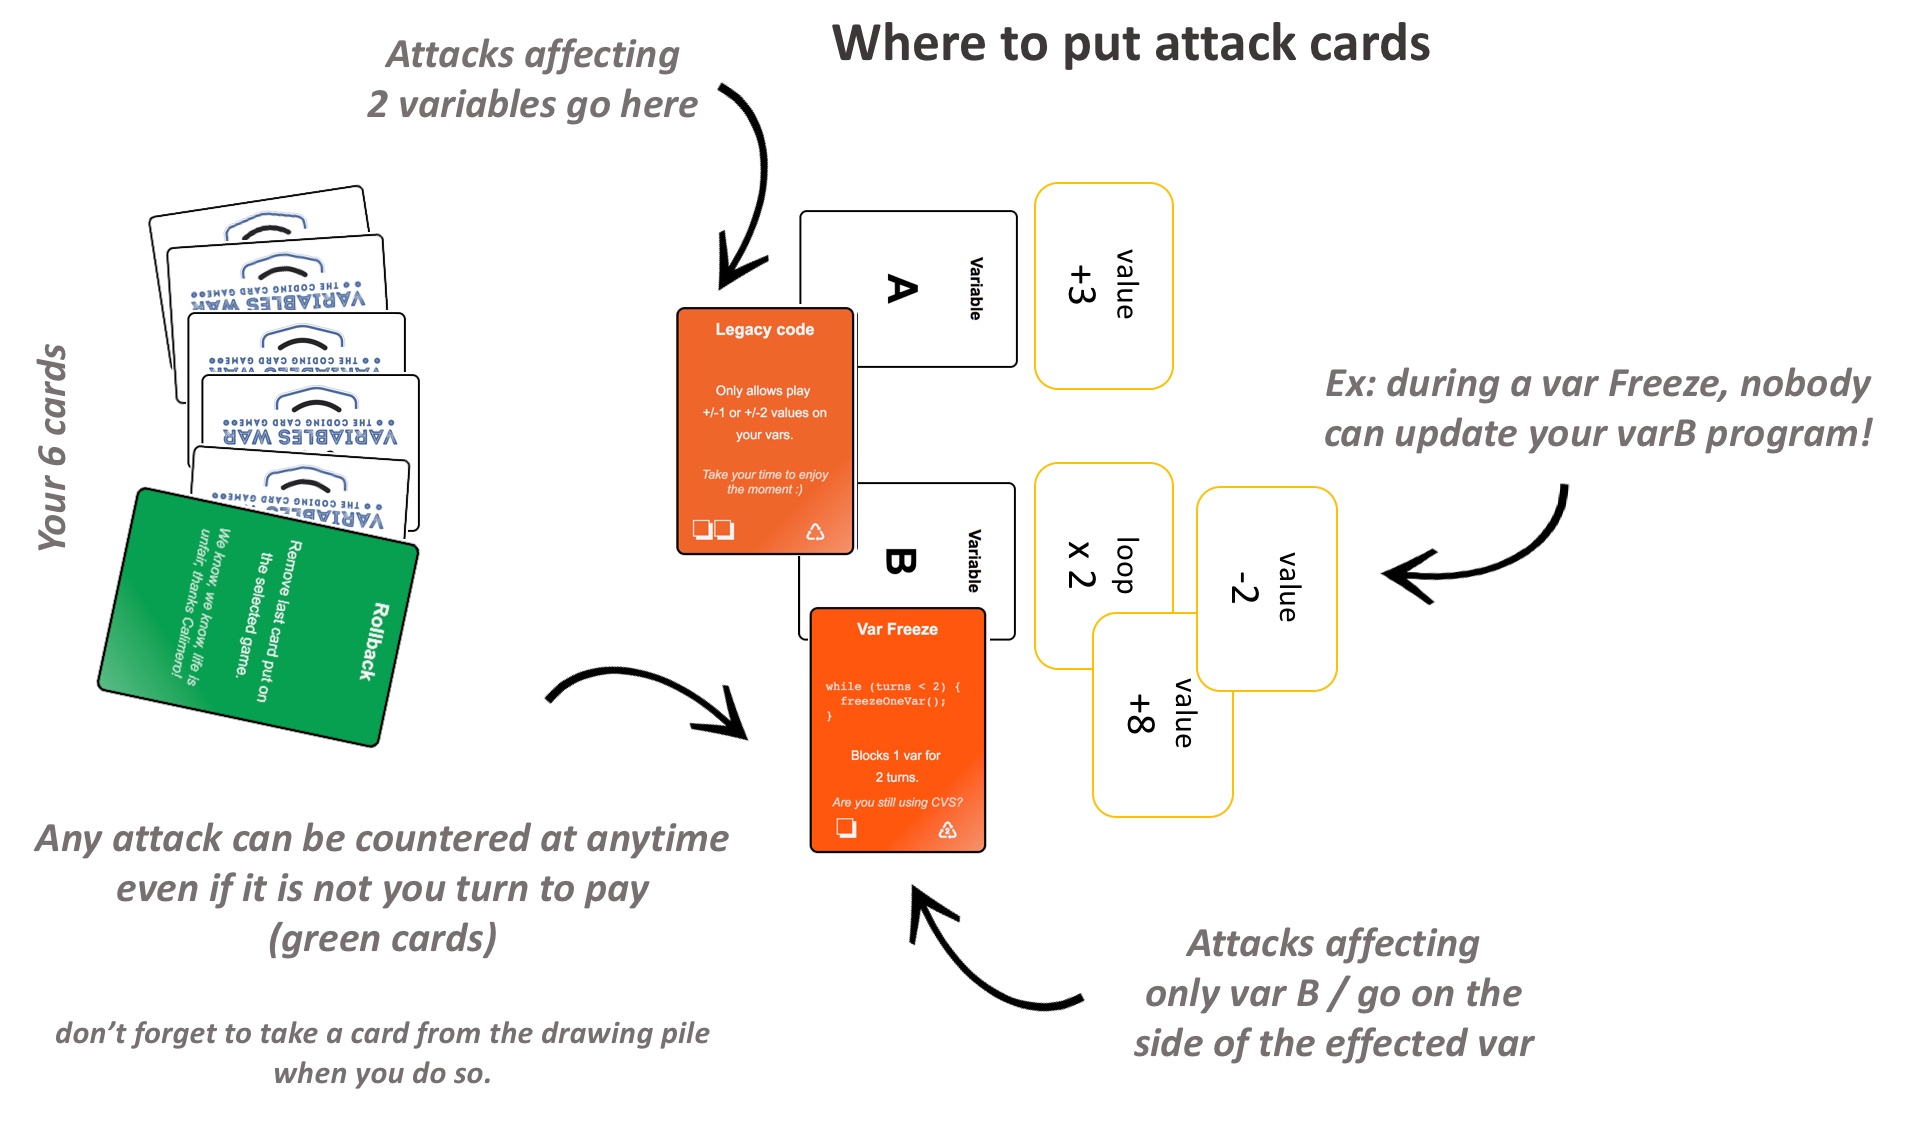 Where to put attack cards
Attacks affecting
2 variables go here
Your 6 cards
THE CODING CARD GAME
VARIABLES WAR
THE CODING CARD GAME
THE CODING CARD GAME
VARIABLES WAR
THE CODING CARD GAME
VARIABLES WAR
Rollback
Remove last card put on
the selected game.
We know, we know, life is
unfair, thanks Calimero!
Variable
A
value
+3
Legacy code
Only allows play
+/-1 or +/-2 values on
your vars.
Take your time to enjoy
the moment :)
Variable
B
loop
x 2
value
+8
value
-2
Var Freeze
while (turns < 2) {
freezeOneVar();
}
Blocks 1 var for
2 turns.
Are you still using CVS?
2
Ex: during a var Freeze, nobody
can update your varB program!
Any attack can be countered at anytime
even if it is not you turn to pay
(green cards)
don’t forget to take a card from the drawing pile
when you do so.
Attacks affecting
only var B / go on the
side of the effected var